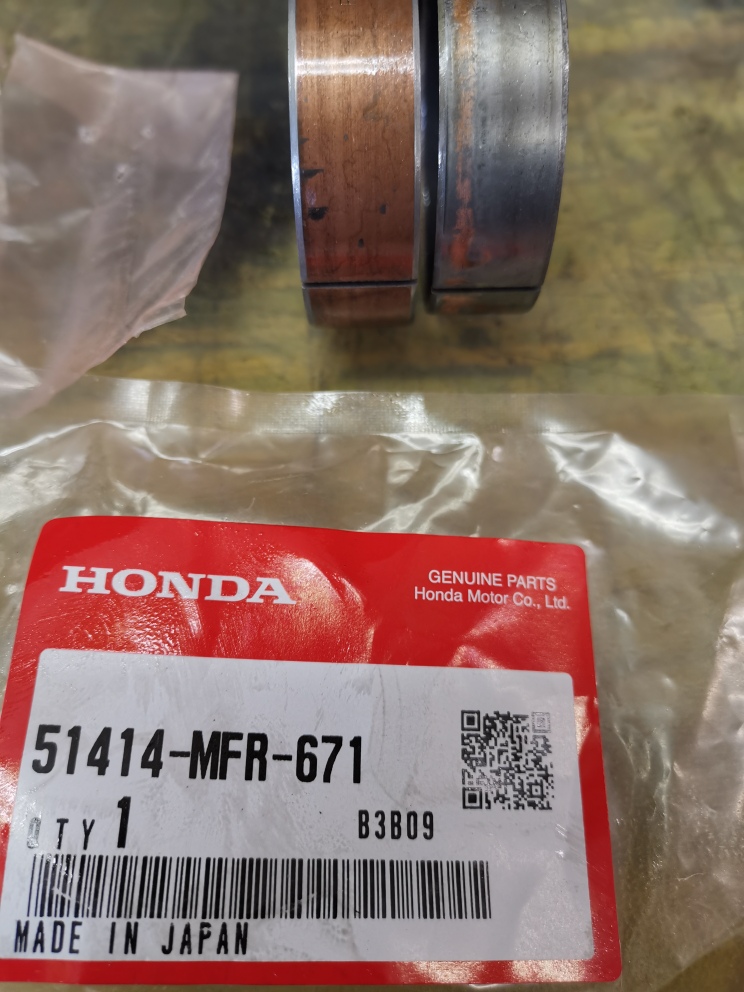 HONDA
GENUINE PARTS
Honda Motor Co., Ltd.
51414-MFR-671
QTY 1
B3B09
MADE IN JAPAN